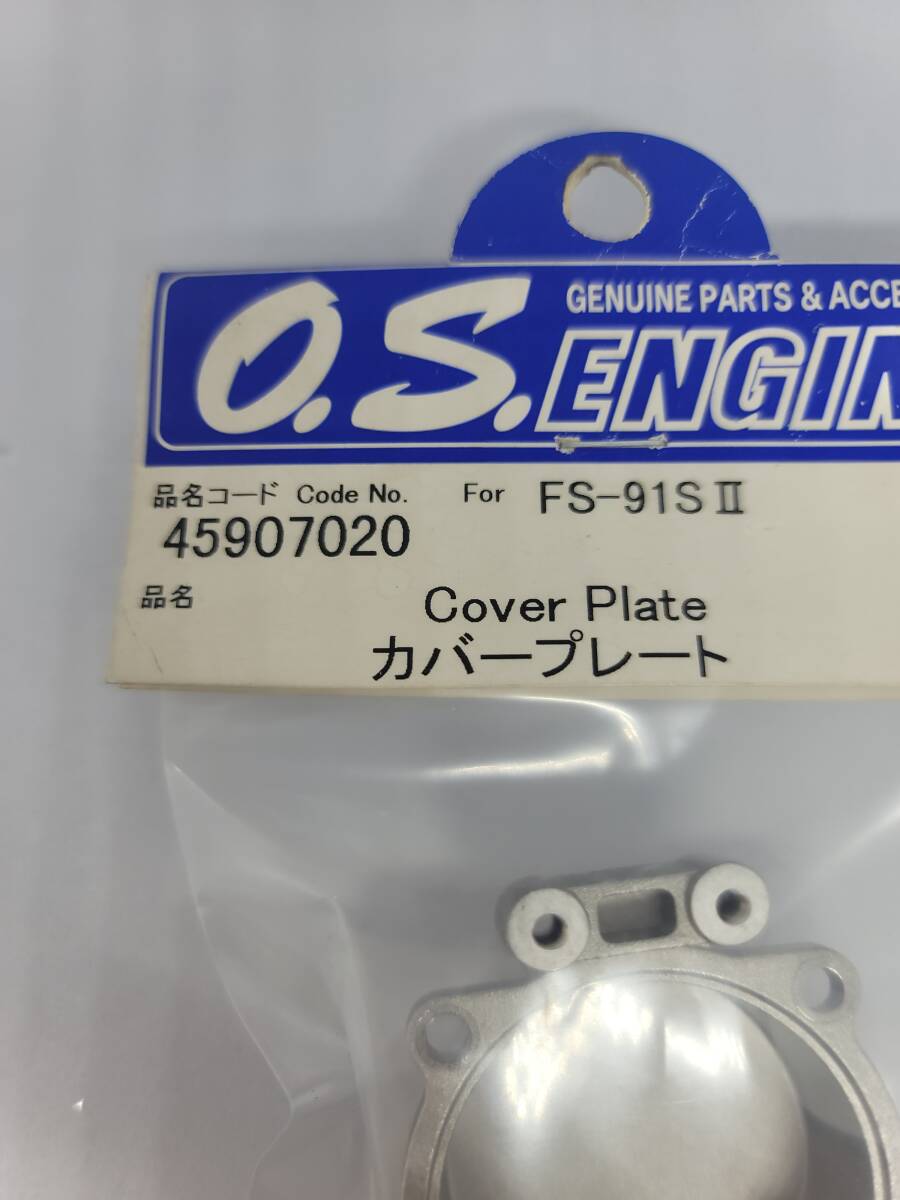 GENUINE PARTS & ACCE
O.S. ENGIN
品名コード Code No. For FS-91SⅡ
45907020
品名 Cover Plate
カバープレート